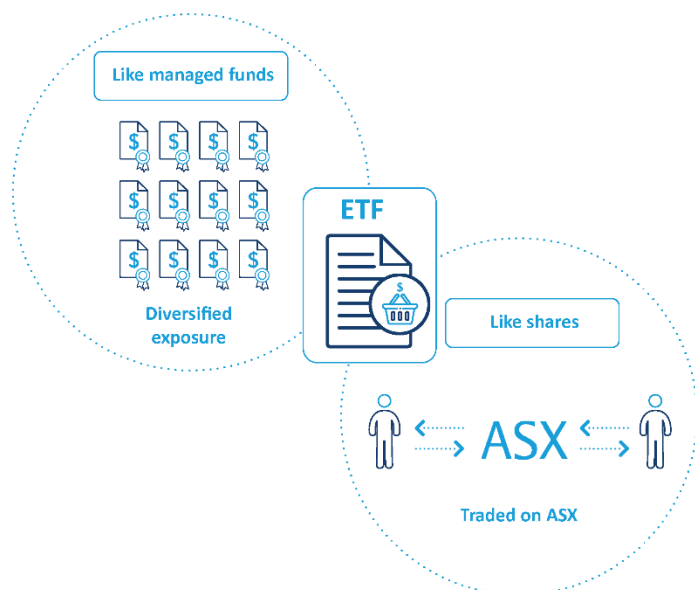 Like managed funds
$ $ $ $
$ $ $ $
$ $ $ $
Diversified
exposure
ETF
$
Like shares
ASX
Traded on ASX